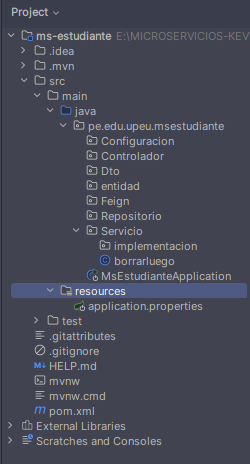 Project
ms-estudiante E:\MICROSERVICIOS-KEV
.idea
.mvn
src
main
java
pe.edu.upeu.msestudiante
Configuracion
Controlador
Dto
entidad
Feign
Repositorio
Servicio
implementacion
borrarluego
MsEstudianteApplication
resources
application.properties
test
.gitattributes
.gitignore
HELP.md
mvnw
mvnw.cmd
pom.xml
External Libraries
Scratches and Consoles